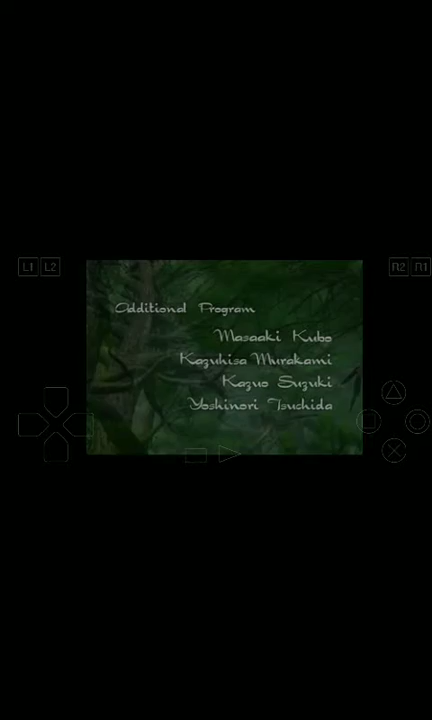 L1 L2 R2 R1
Additional Program
Masaaki Kubo
Kazuhisa Murakami
Kazuo Suzuki
Yoshinori Tsuchida